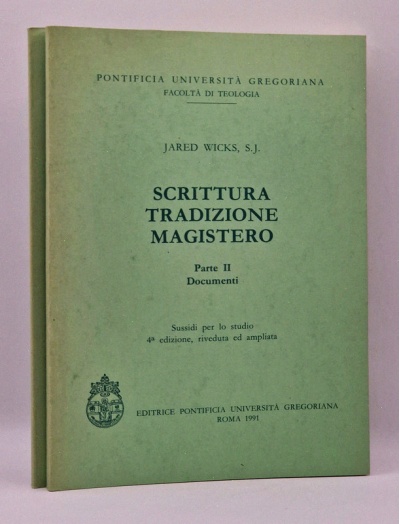 PONTIFICIA UNIVERSITÀ GREGORIANA
FACOLTÀ DI TEOLOGIA
JARED WICKS, S.J.
SCRITTURA
TRADIZIONE
MAGISTERO
Parte II
Documenti
Sussidi per lo studio
4ª edizione, riveduta ed ampliata
EDITRICE PONTIFICIA UNIVERSITÀ GREGORIANA
ROMA 1991